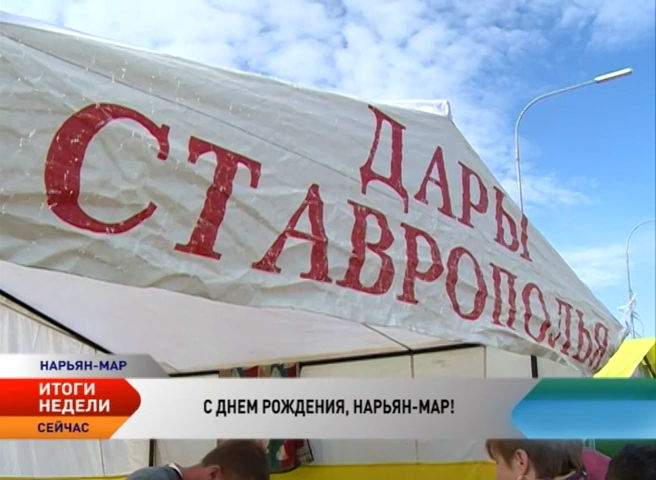 ДАРЫ
СТАВРОПОЛЬЯ
НАРЬЯН-МАР
ИТОГИ
НЕДЕЛИ
СЕЙЧАС
С ДНЕМ РОЖДЕНИЯ, НАРЬЯН-МАР!